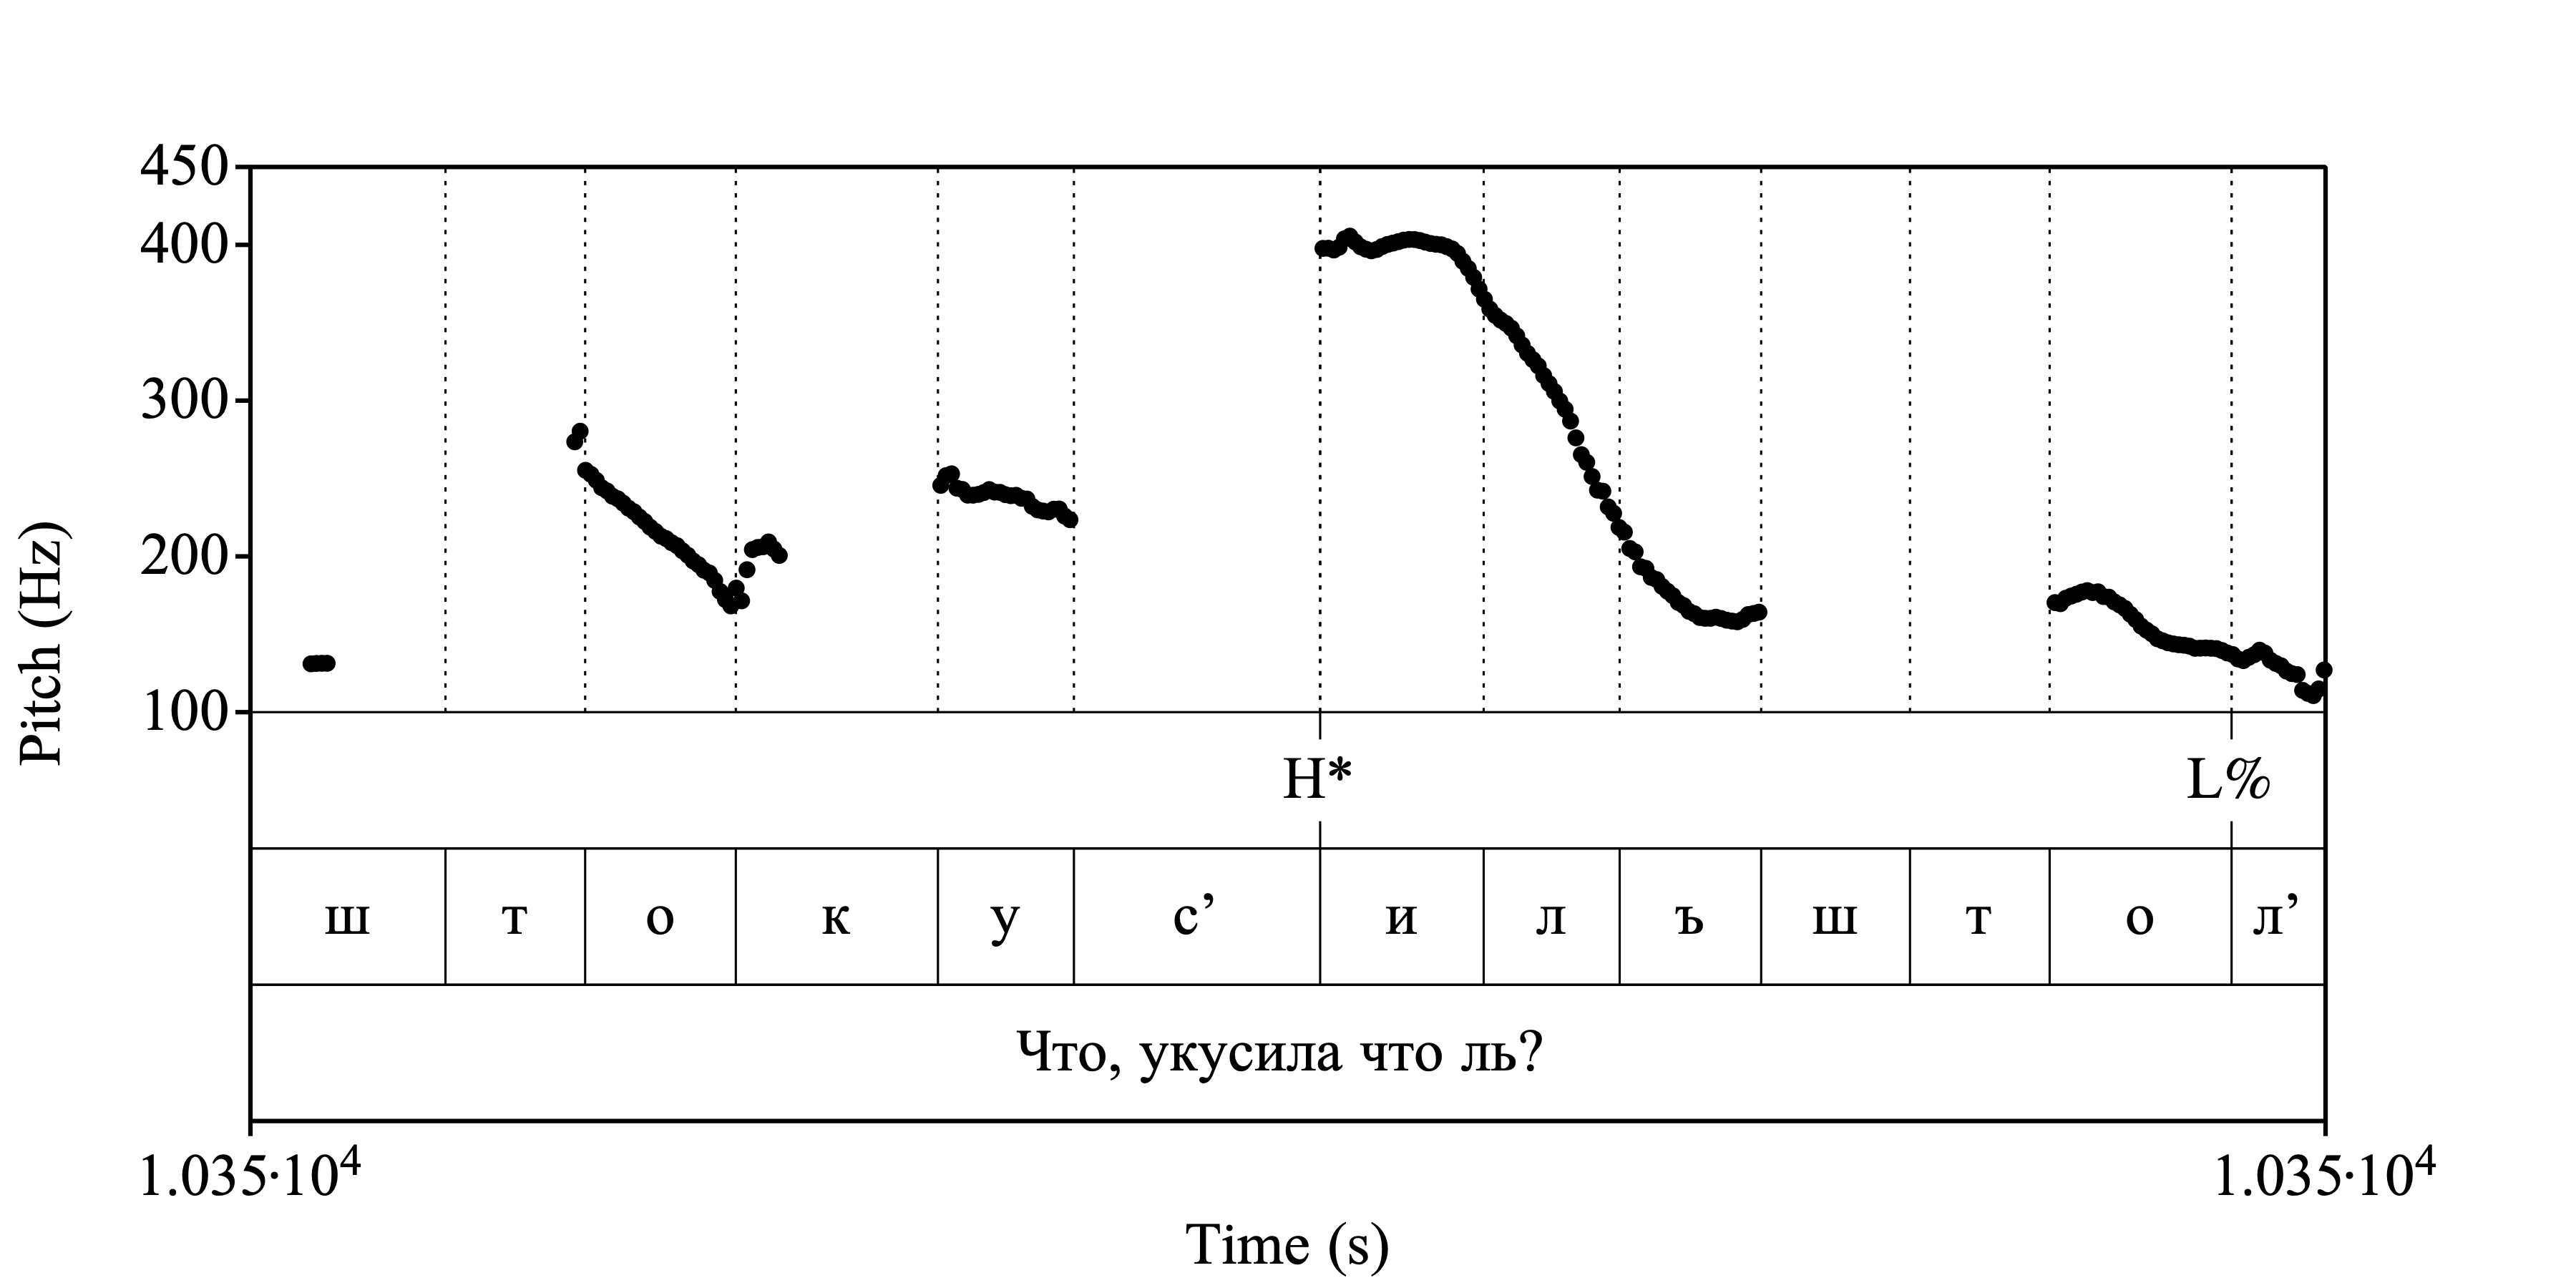 450
400
300
200
100
Pitch (Hz)
H* L%
ш т о к у с’ и л ъ ш т о л’
Что, укусила что ль?
1.035·10⁴ 1.035·10⁴
Time (s)